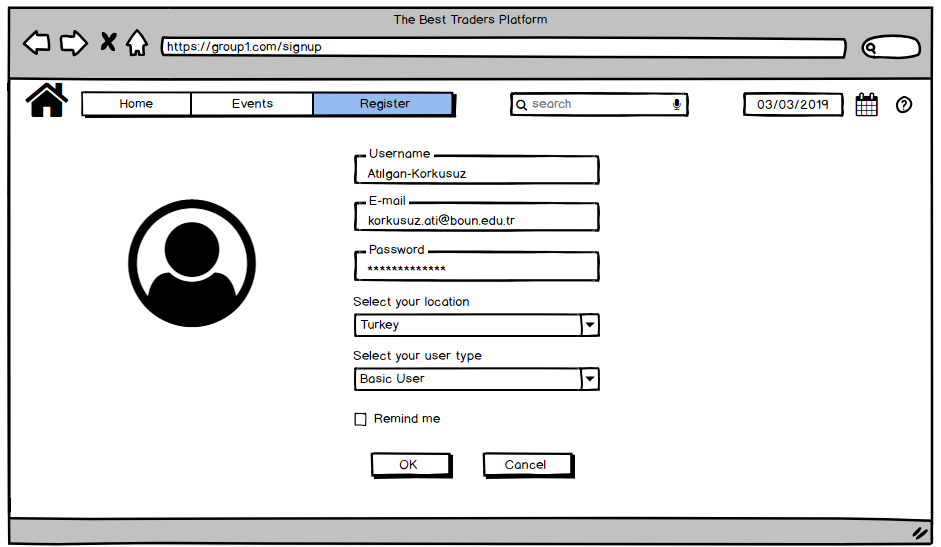 The Best Traders Platform
https://group1.com/signup
Home Events Register search 03/03/2019 ?
Username
Atılgan-Korkusuz
E-mail
korkusuz.ati@boun.edu.tr
Password
*************
Select your location
Turkey
Select your user type
Basic User
Remind me
OK Cancel